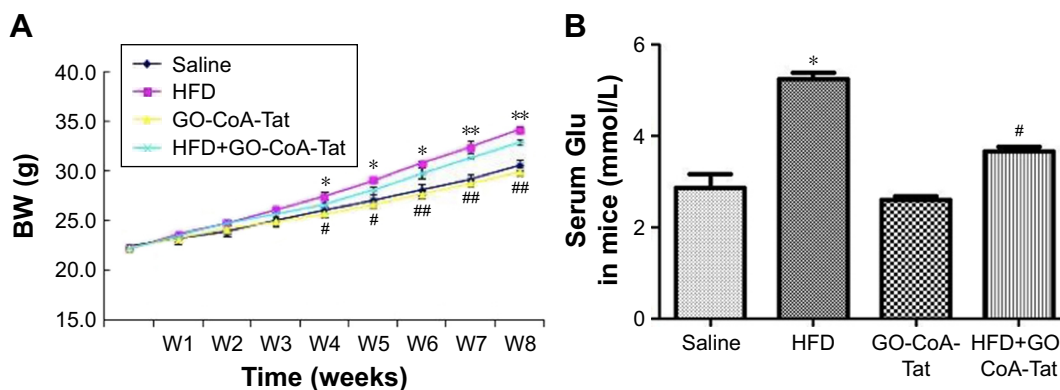 A
Saline
HFD
GO-CoA-Tat
HFD+GO-CoA-Tat
40.0
35.0
30.0
25.0
20.0
15.0
BW (g)
** 
**
*
*
*
#
#
##
##
##
W1 W2 W3 W4 W5 W6 W7 W8
Time (weeks)
B
6
4
2
0
Serum Glu
in mice (mmol/L)
*
#
Saline HFD GO-CoA- HFD+GO
Tat CoA-Tat